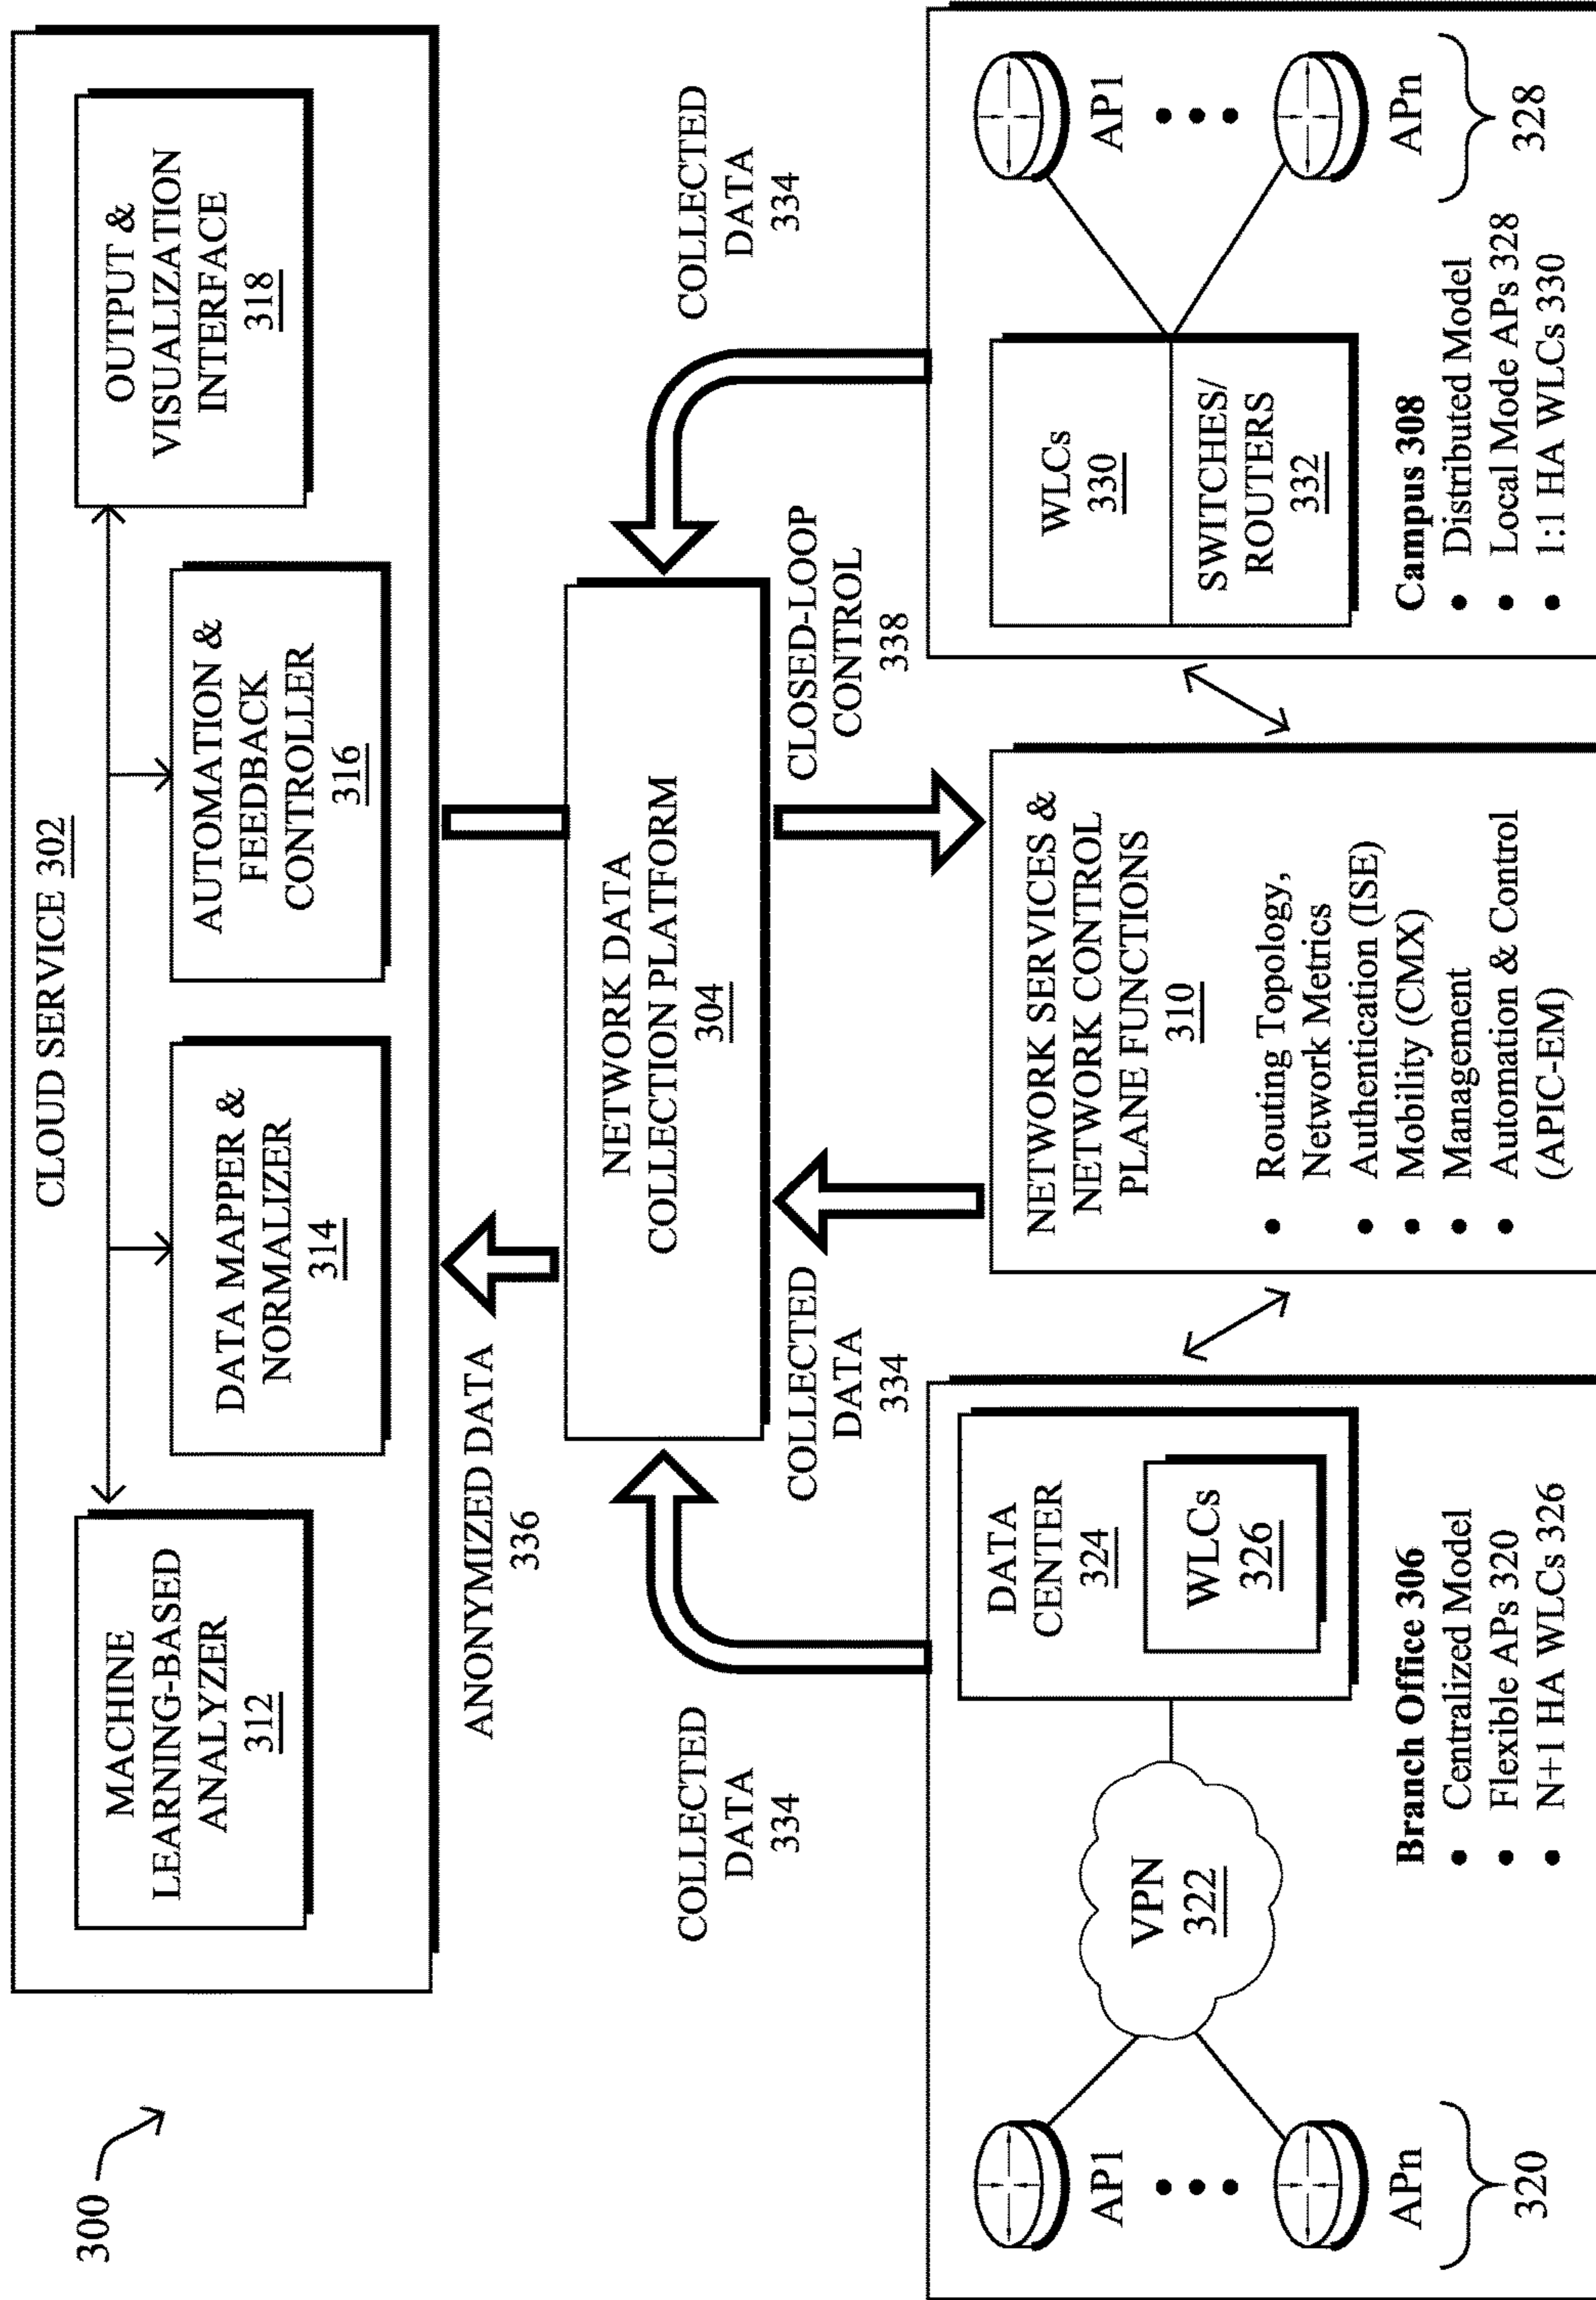 300
CLOUD SERVICE 302
MACHINE
LEARNING-BASED
ANALYZER
312
DATA MAPPER &
NORMALIZER
314
AUTOMATION &
FEEDBACK
CONTROLLER
316
OUTPUT &
VISUALIZATION
INTERFACE
318
ANONYMIZED DATA
336
COLLECTED
DATA
334
NETWORK DATA
COLLECTION PLATFORM
304
COLLECTED
DATA
334
COLLECTED
DATA
334
CLOSED-LOOP
CONTROL
338
AP1
APn
320
VPN
322
DATA
CENTER
324
WLCs
326
Branch Office 306
• Centralized Model
• Flexible APs 320
• N+1 HA WLCs 326
NETWORK SERVICES &
NETWORK CONTROL
PLANE FUNCTIONS
310
• Routing Topology,
Network Metrics
• Authentication (ISE)
• Mobility (CMX)
• Management
• Automation & Control
(APIC-EM)
WLCs
330
SWITCHES/
ROUTERS
332
AP1
APn
328
Campus 308
• Distributed Model
• Local Mode APs 328
• 1:1 HA WLCs 330